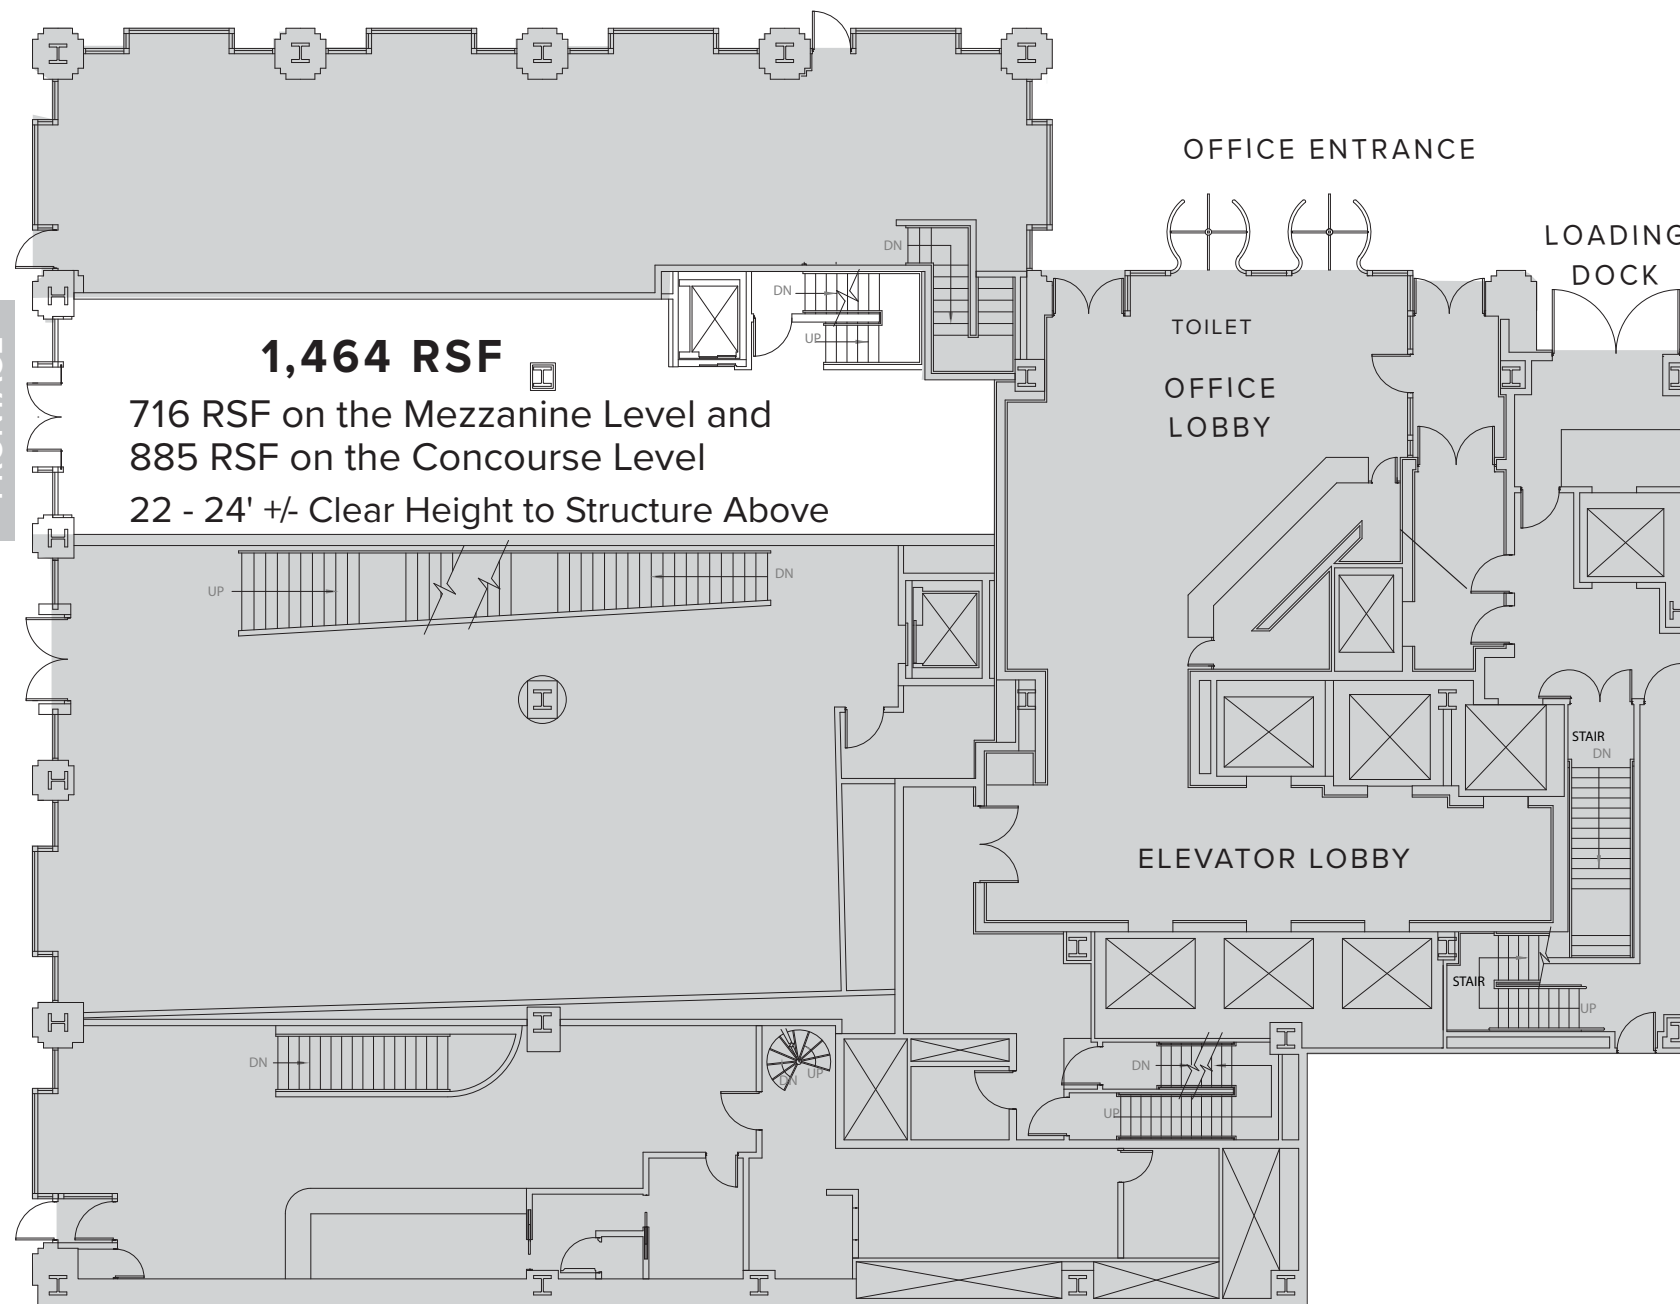 OFFICE ENTRANCE
LOADING
DOCK
DN
DN
UP
TOILET
OFFICE
LOBBY
1,464 RSF
716 RSF on the Mezzanine Level and
885 RSF on the Concourse Level
22 - 24' +/- Clear Height to Structure Above
UP
DN
STAIR
DN
ELEVATOR LOBBY
STAIR
UP
DN
DN
UP
DN
UP